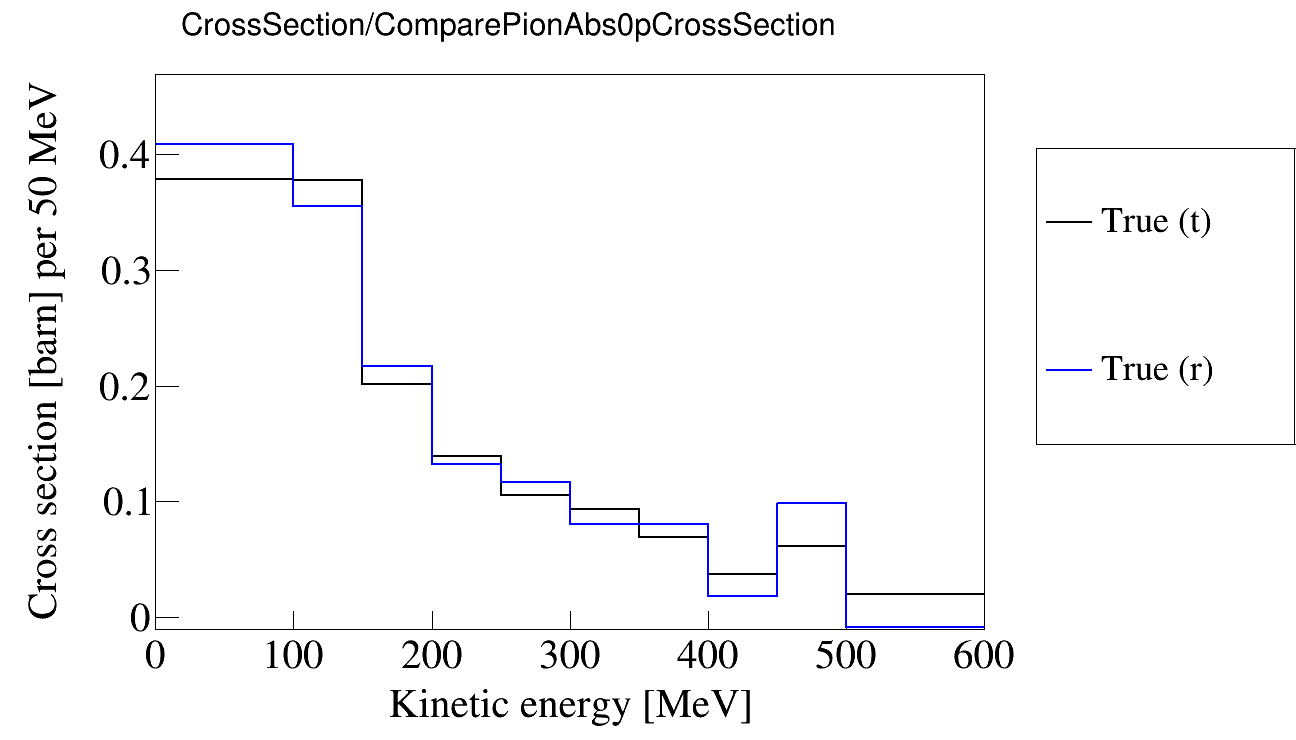 CrossSection/ComparePionAbs0pCrossSection
Cross section [barn] per 50 MeV
0.4
0.3
0.2
0.1
0
0 100 200 300 400 500 600
Kinetic energy [MeV]
True (t)
True (r)